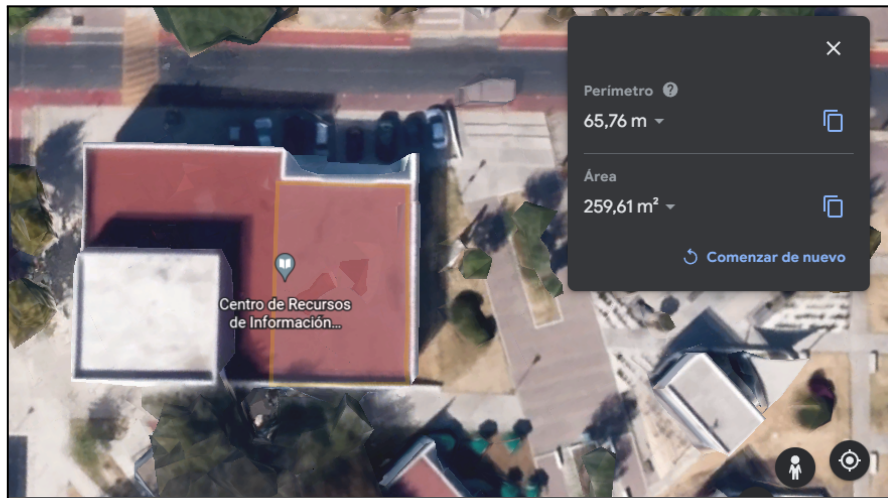 Perímetro
65,76 m
Área
259,61 m²
Comenzar de nuevo
Centro de Recursos
de Información...